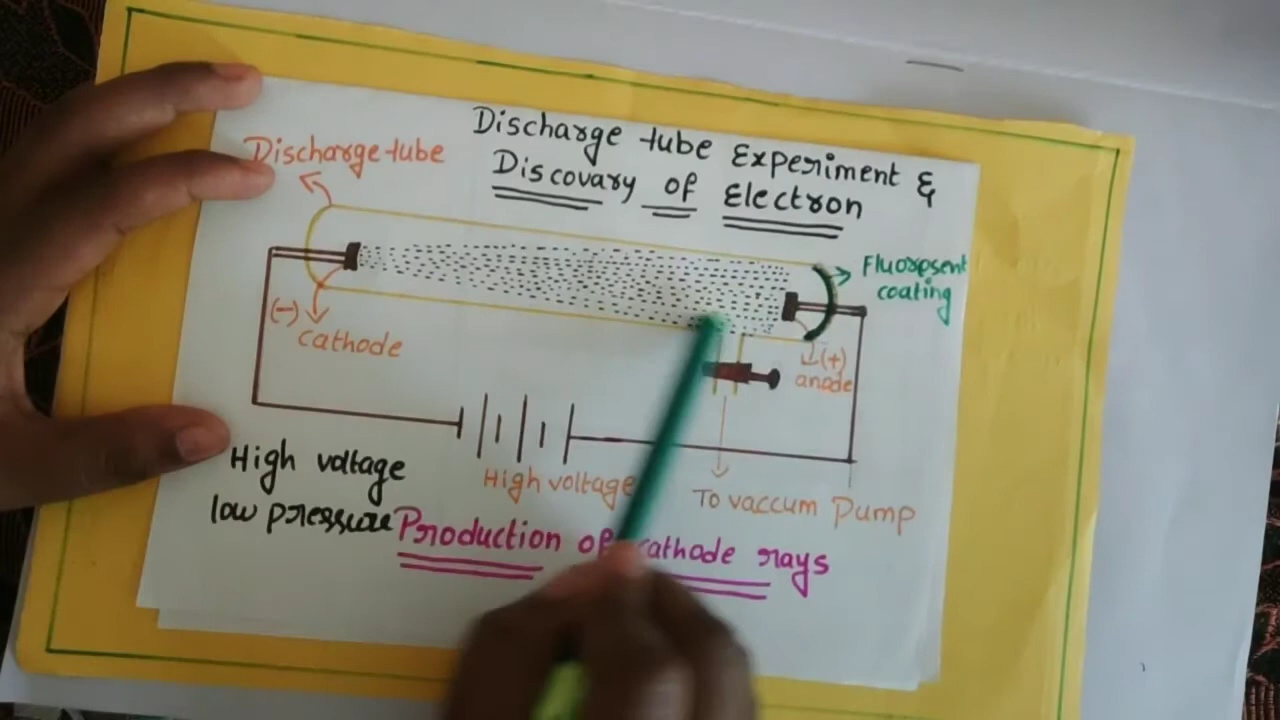 Discharge tube Experiment &
Discovary of Electron
Discharge tube
Fluorpsent
coating
(-)
cathode
(+)
anode
High voltage
low pressure
High voltage
To vaccum Pump
Production of cathode rays